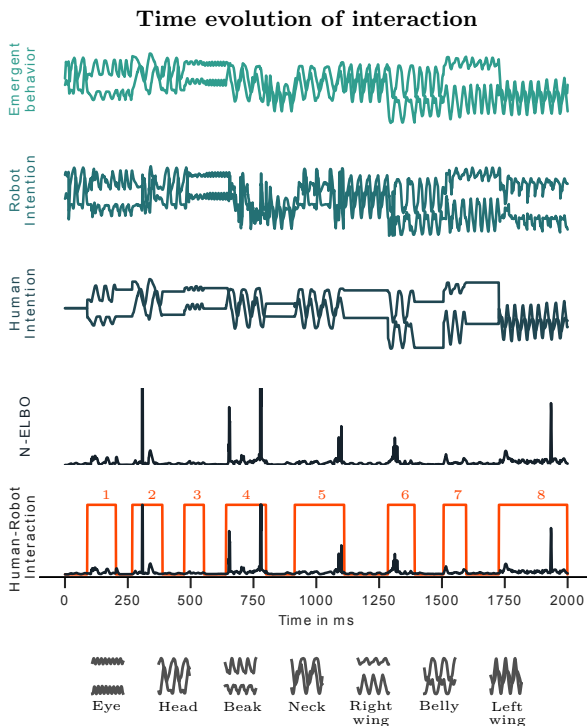 Time evolution of interaction
Emergent
behavior
Robot
Intention
Human
Intention
N-ELBO
Human-Robot
Interaction
1 2 3 4 5 6 7 8
0 250 500 750 1000 1250 1500 1750 2000
Time in ms
Eye Head Beak Neck Right Belly Left
wing wing